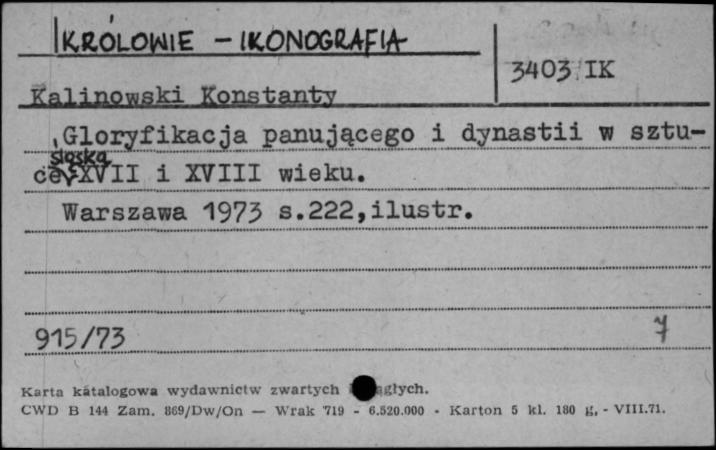 KRÓLOWIE - IKONOGRAFIA
3403 IK
Kalinowski Konstanty
Gloryfikacja panującego i dynastii w sztu-
śląska
ce XVII i XVIII wieku.
Warszawa 1973 s.222,ilustr.
915/73
7
Karta katalogowa wydawnictw zwartych
CWD B 144 Zam. 869/Dw/On — Wrak 719 - 6.520.000 - Karton 5 kl. 180 g. - VIII.71.